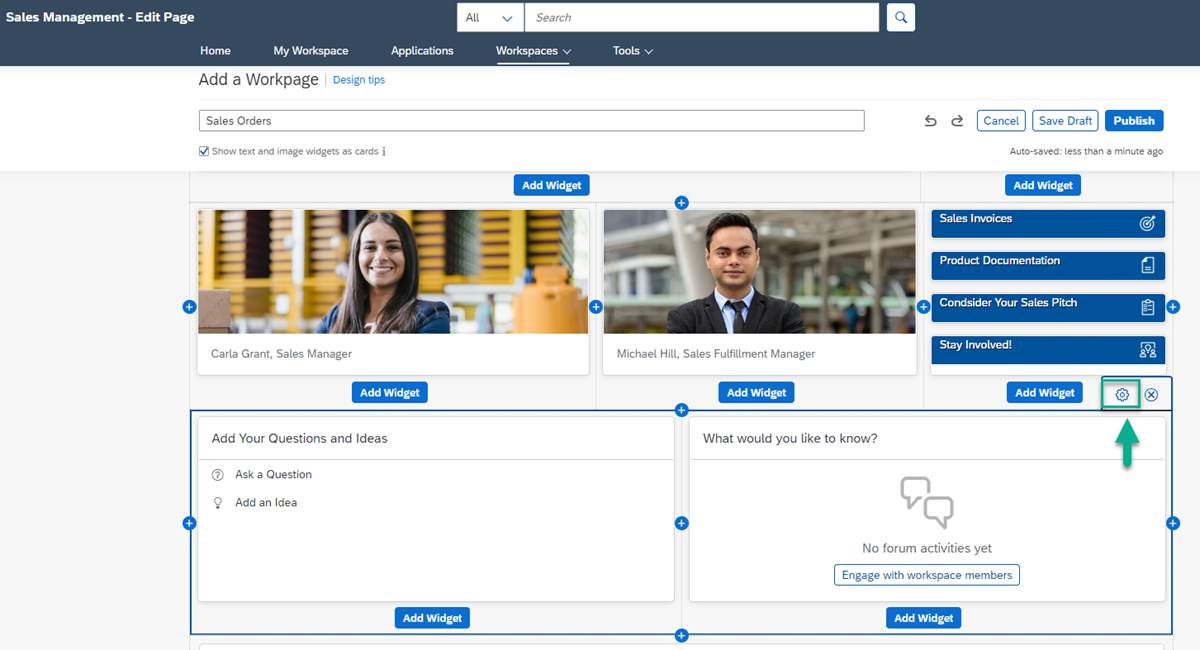 Sales Management - Edit Page
All
Search
Home
My Workspace
Applications
Workspaces
Tools
Add a Workpage
Design tips
Sales Orders
Cancel
Save Draft
Publish
Show text and image widgets as cards
Auto-saved: less than a minute ago
Add Widget
Add Widget
Carla Grant, Sales Manager
Michael Hill, Sales Fulfillment Manager
Sales Invoices
Product Documentation
Condsider Your Sales Pitch
Stay Involved!
Add Widget
Add Widget
Add Widget
Add Your Questions and Ideas
Ask a Question
Add an Idea
What would you like to know?
No forum activities yet
Engage with workspace members
Add Widget
Add Widget